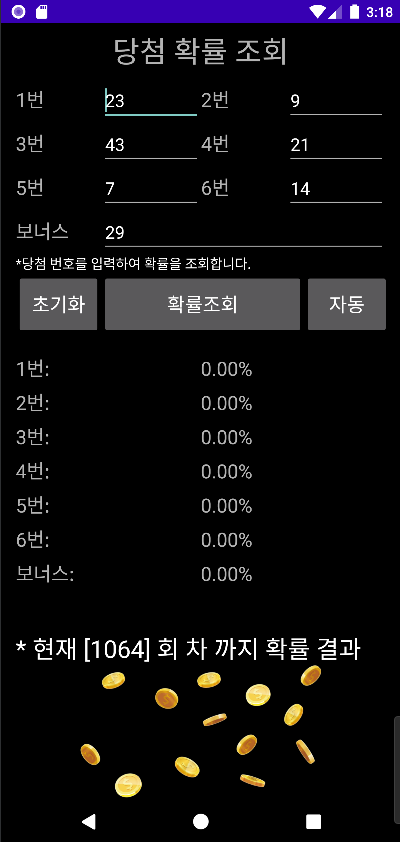 3:18
당첨 확률 조회
1번 23 2번 9
3번 43 4번 21
5번 7 6번 14
보너스 29
*당첨 번호를 입력하여 확률을 조회합니다.
초기화 확률조회 자동
1번: 0.00%
2번: 0.00%
3번: 0.00%
4번: 0.00%
5번: 0.00%
6번: 0.00%
보너스: 0.00%
* 현재 [1064] 회 차 까지 확률 결과